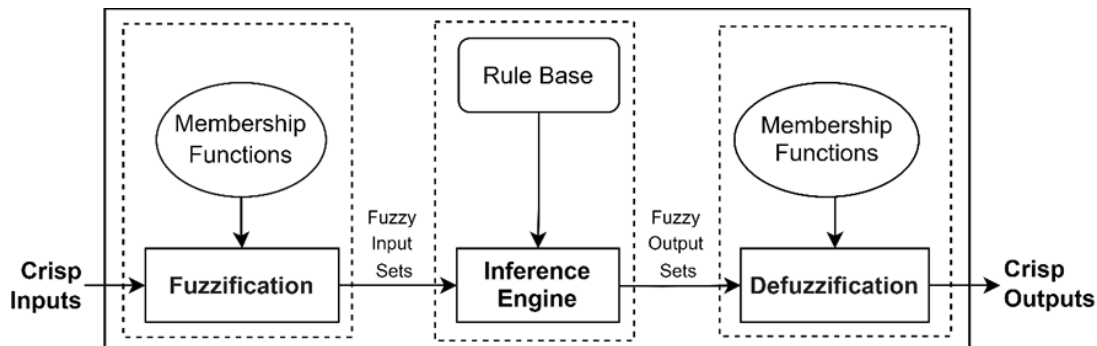 Rule Base
Membership
Functions
Membership
Functions
Fuzzy
Input
Sets
Fuzzy
Output
Sets
Crisp
Inputs
Fuzzification
Inference
Engine
Defuzzification
Crisp
Outputs